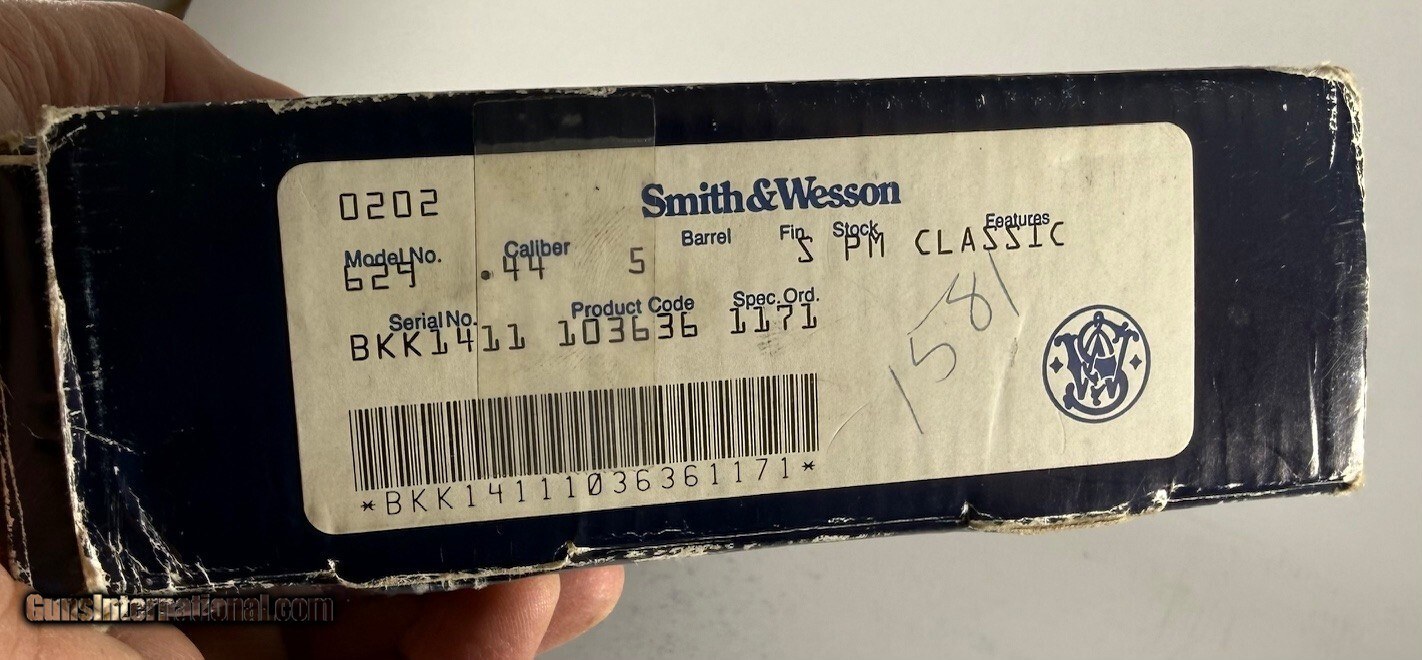 0202
Smith&Wesson
Model No. Caliber Barrel Fin. Stock Features
629 .44 5 S PM CLASSIC
Serial No. Product Code Spec. Ord.
BKK1411 103636 1171
1581
*BKK14111036361171*
GunsInternational.com